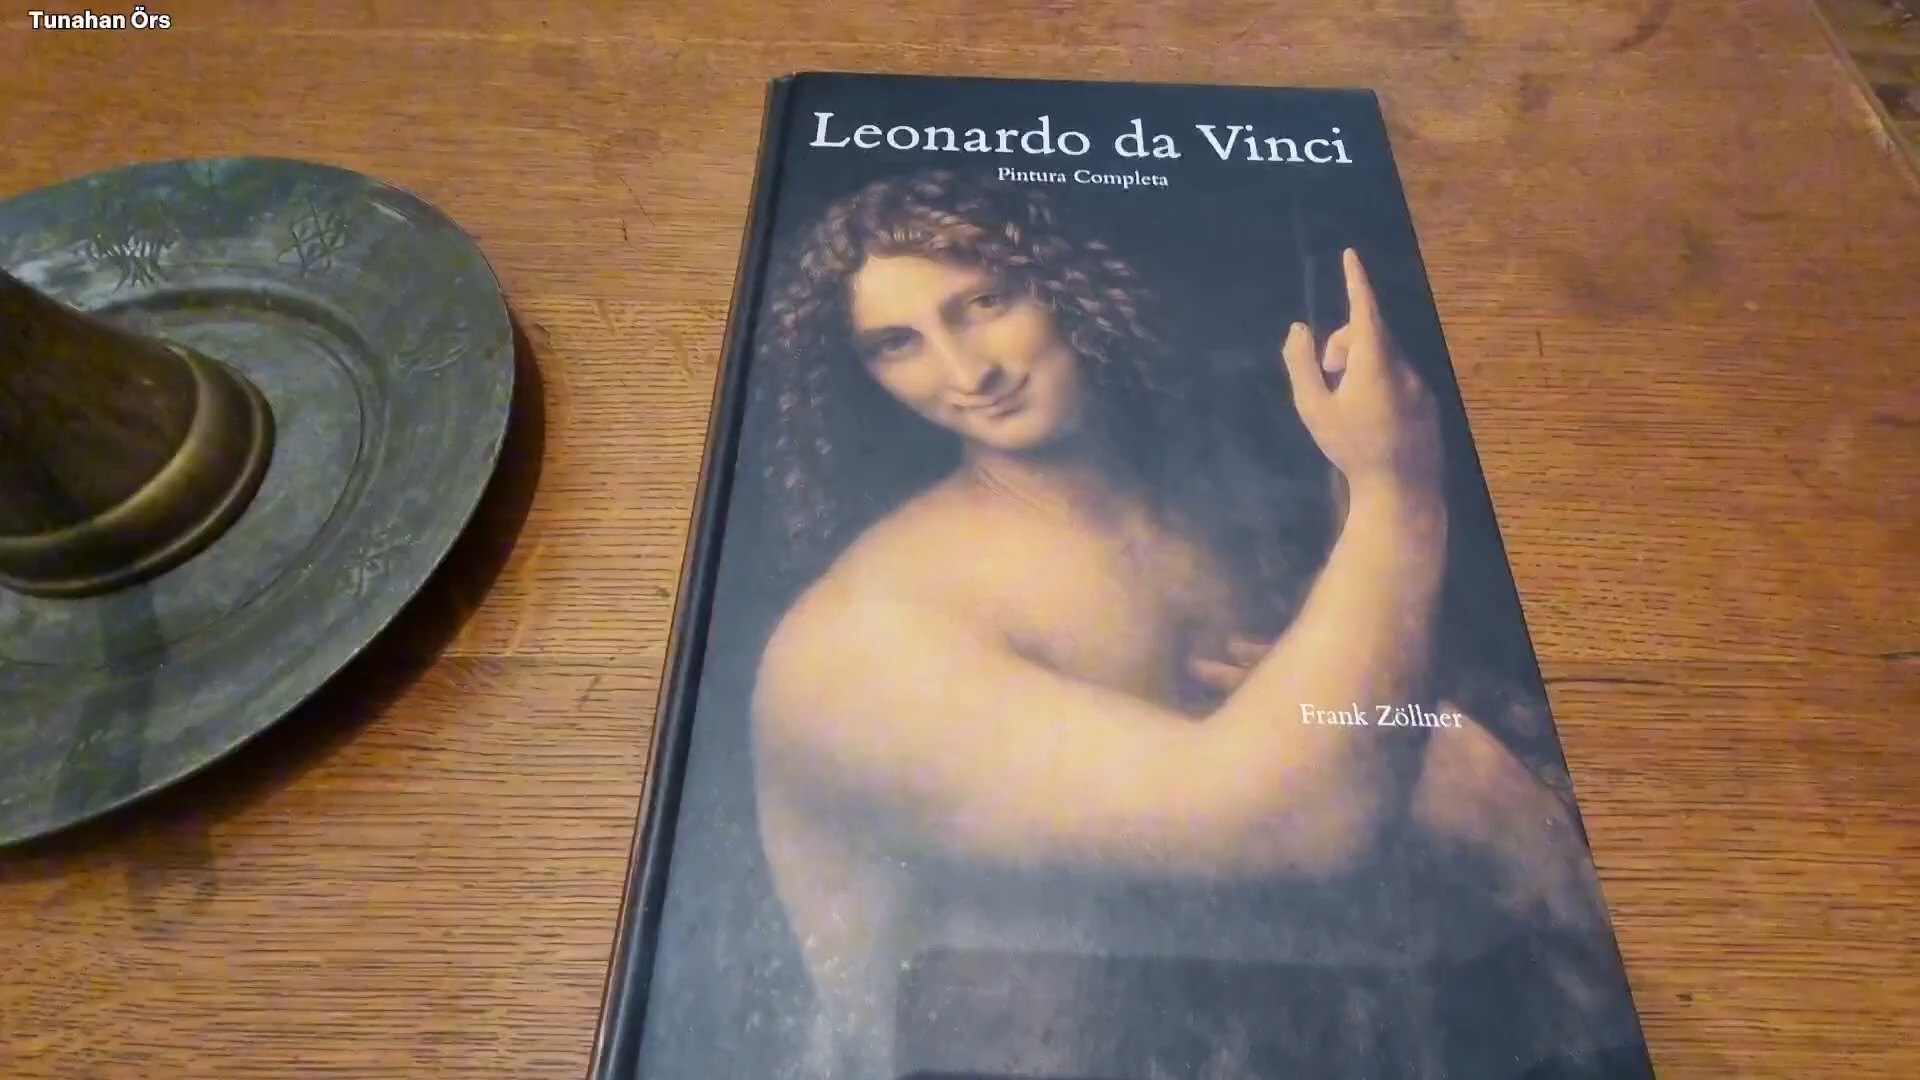 Tunahan Örs
Leonardo da Vinci
Pintura Completa
Frank Zöllner